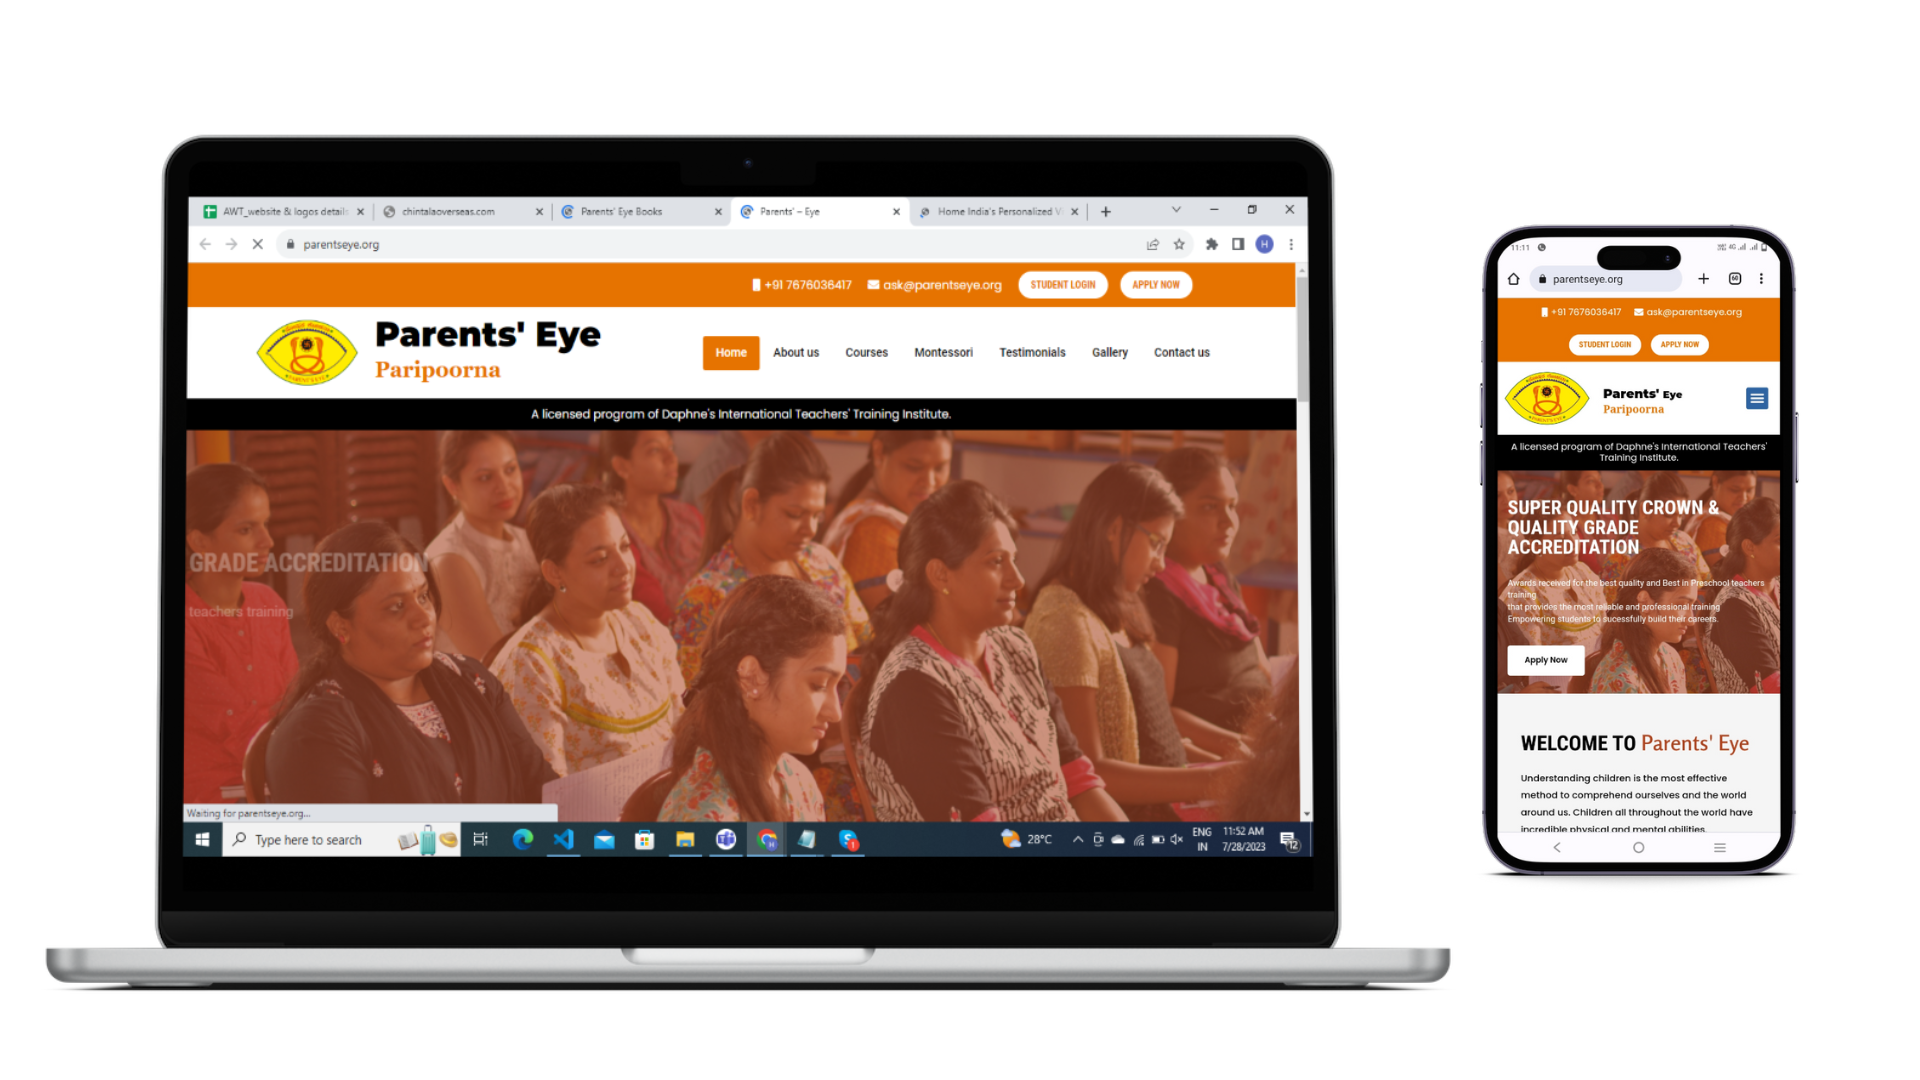 AWT_website & logos details
chintalaoverseas.com
Parents' Eye Books
Parents' – Eye
Home India's Personalized V
parentseye.org
H
+91 7676036417
ask@parentseye.org
STUDENT LOGIN
APPLY NOW
Parents' Eye
Paripoorna
Home
About us
Courses
Montessori
Testimonials
Gallery
Contact us
A licensed program of Daphne's International Teachers' Training Institute.
GRADE ACCREDITATION
teachers training
Waiting for parentseye.org...
Type here to search
28°C
ENG
IN
11:52 AM
7/28/2023
12
11:11
4G
parentseye.org
+91 7676036417
ask@parentseye.org
STUDENT LOGIN
APPLY NOW
Parents' Eye
Paripoorna
A licensed program of Daphne's International Teachers'
Training Institute.
SUPER QUALITY CROWN &
QUALITY GRADE
ACCREDITATION
Awards received for the best quality and Best in Preschool teachers
training
that provides the most reliable and professional training
Empowering students to sucessfully build their careers.
Apply Now
WELCOME TO Parents' Eye
Understanding children is the most effective
method to comprehend ourselves and the world
around us. Children all throughout the world have
incredible physical and mental abilities.